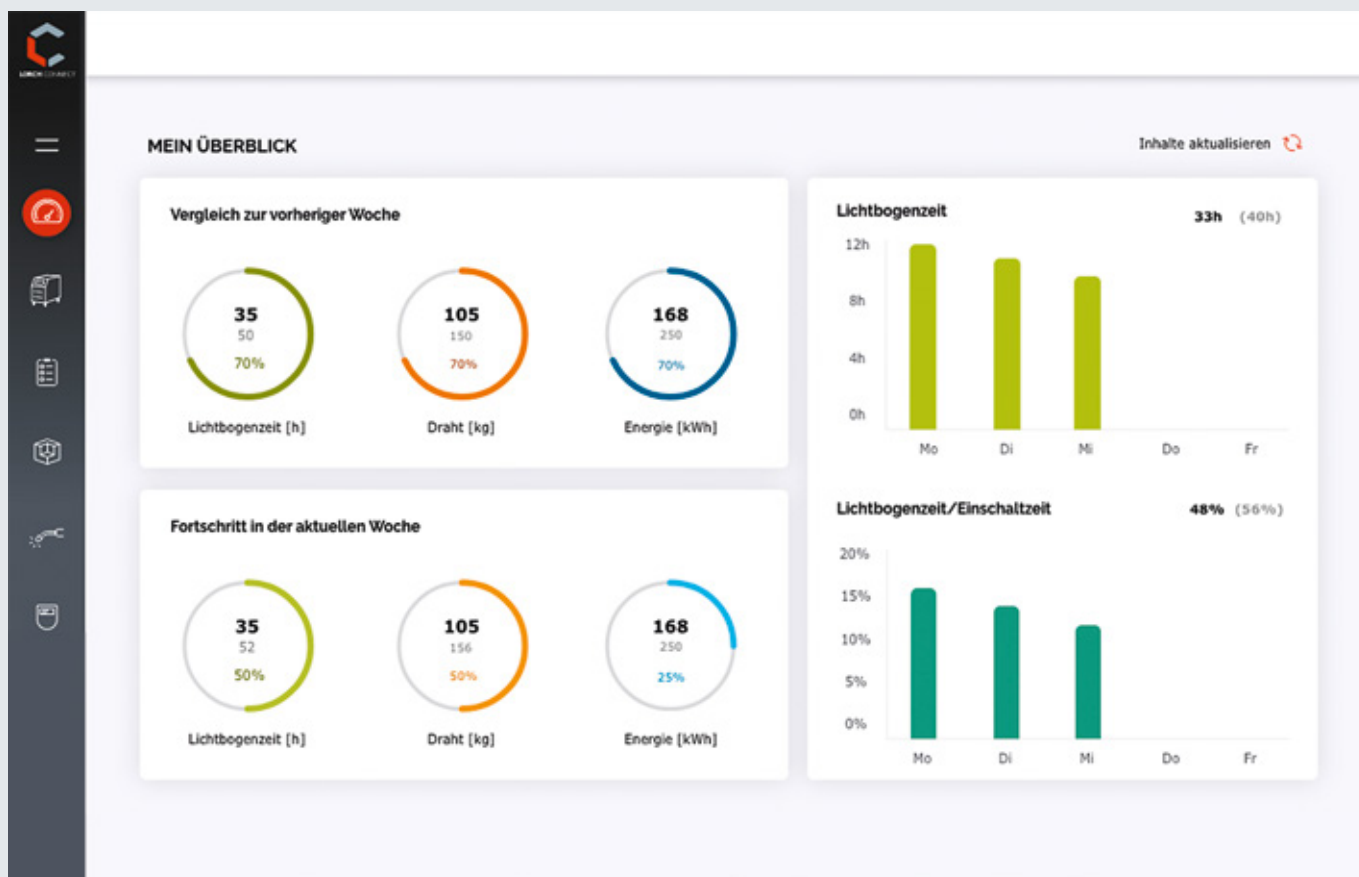 LORCH CONNECT
MEIN ÜBERBLICK
Inhalte aktualisieren
Vergleich zur vorheriger Woche
35
50
70%
Lichtbogenzeit [h]
105
150
70%
Draht [kg]
168
250
70%
Energie [kWh]
Fortschritt in der aktuellen Woche
35
52
50%
Lichtbogenzeit [h]
105
156
50%
Draht [kg]
168
250
25%
Energie [kWh]
Lichtbogenzeit
33h (40h)
12h
8h
4h
0h
Mo Di Mi Do Fr
Lichtbogenzeit/Einschaltzeit
48% (56%)
20%
15%
10%
5%
0%
Mo Di Mi Do Fr